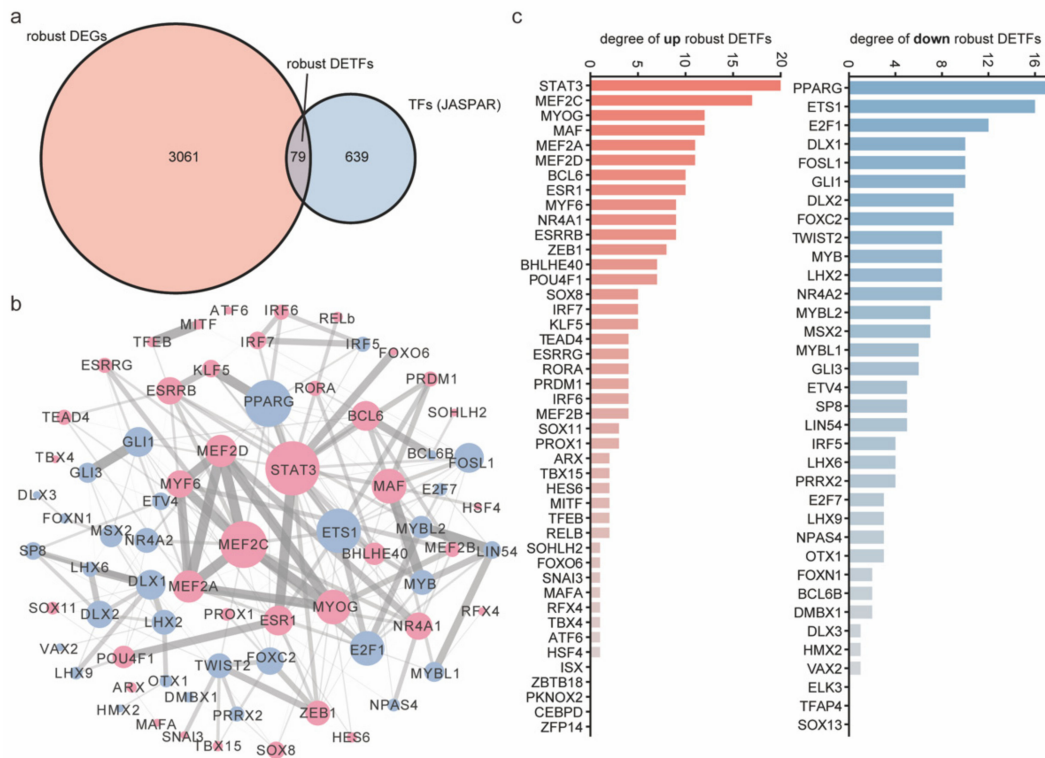 a
robust DEGs
robust DETFs
TFs (JASPAR)
3061
79
639
b
ATF6
IRF6
MITF
RELb
TFEB
IRF7
IRF5
ESRRG
FOXO6
KLF5
ESRRB
RORA
PRDM1
PPARG
TEAD4
BCL6
SOHLH2
GLI1
MEF2D
BCL6B
TBX4
STAT3
FOSL1
GLI3
MYF6
MAF
E2F7
DLX3
ETV4
HSF4
FOXN1
MSX2
ETS1
MYBL2
NR4A2
MEF2C
MEF2B
SP8
BHLHE40
LIN54
LHX6
DLX1
MEF2A
MYB
SOX11
DLX2
PROX1
MYOG
RFX4
LHX2
ESR1
NR4A1
VAX2
POU4F1
E2F1
TWIST2
FOXC2
LHX9
OTX1
MYBL1
ARX
DMBX1
NPAS4
HMX2
PRRX2
ZEB1
MAFA
SNAI3
HES6
TBX15
SOX8
c
degree of up robust DETFs
0 5 10 15 20
STAT3
MEF2C
MYOG
MAF
MEF2A
MEF2D
BCL6
ESR1
MYF6
NR4A1
ESRRB
ZEB1
BHLHE40
POU4F1
SOX8
IRF7
KLF5
TEAD4
ESRRG
RORA
PRDM1
IRF6
MEF2B
SOX11
PROX1
ARX
TBX15
HES6
MITF
TFEB
RELB
SOHLH2
FOXO6
SNAI3
MAFA
RFX4
TBX4
ATF6
HSF4
ISX
ZBTB18
PKNOX2
CEBPD
ZFP14
degree of down robust DETFs
0 4 8 12 16
PPARG
ETS1
E2F1
DLX1
FOSL1
GLI1
DLX2
FOXC2
TWIST2
MYB
LHX2
NR4A2
MYBL2
MSX2
MYBL1
GLI3
ETV4
SP8
LIN54
IRF5
LHX6
PRRX2
E2F7
LHX9
NPAS4
OTX1
FOXN1
BCL6B
DMBX1
DLX3
HMX2
VAX2
ELK3
TFAP4
SOX13